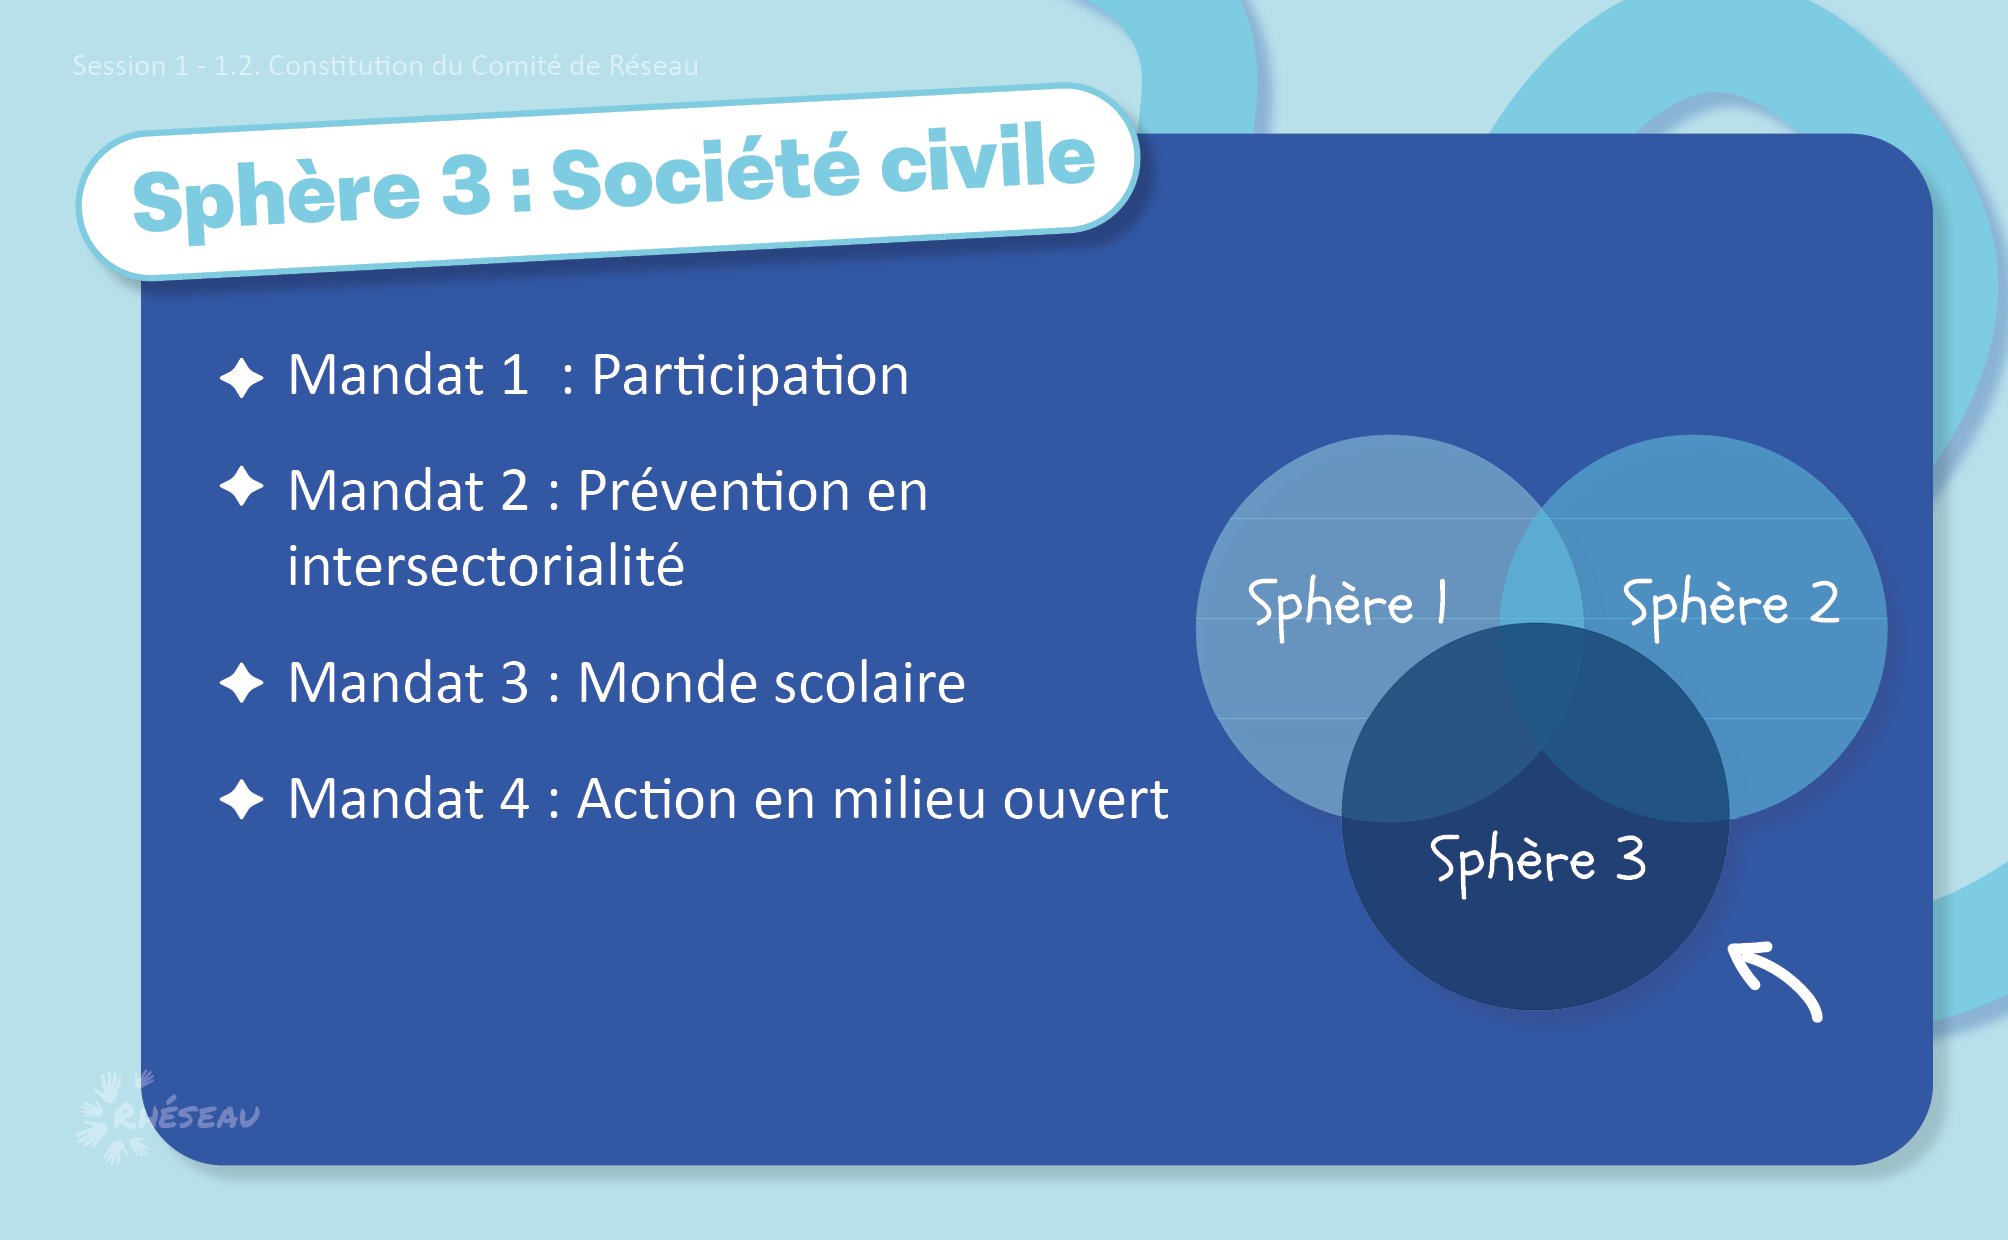 Session 1 - 1.2. Constitution du Comité de Réseau
Sphère 3 : Société civile
Mandat 1  : Participation
Mandat 2 : Prévention en
intersectorialité
Mandat 3 : Monde scolaire
Mandat 4 : Action en milieu ouvert
Sphère 1
Sphère 2
Sphère 3
RHÉSEAU